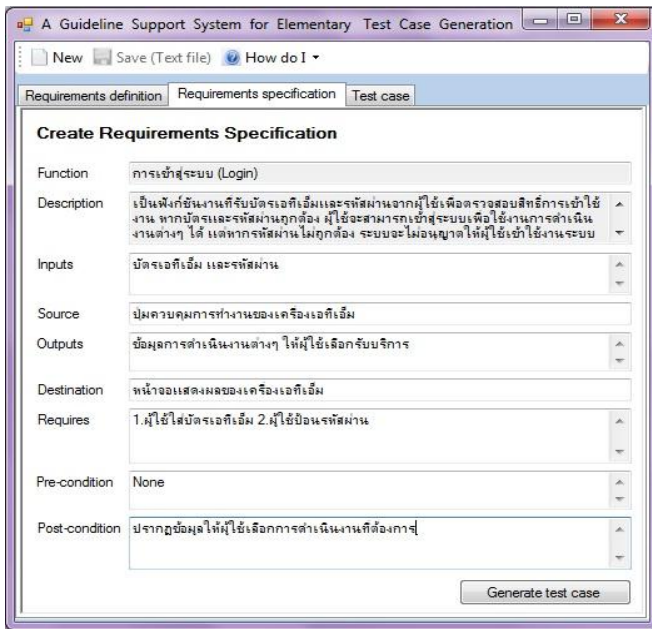 A Guideline Support System for Elementary Test Case Generation
New Save (Text file) How do I
Requirements definition Requirements specification Test case
Create Requirements Specification
Function การเข้าสู่ระบบ (Login)
Description เป็นฟังก์ชันงานที่รับบัตรเอทีเอ็มและรหัสผ่านจากผู้ใช้เพื่อตรวจสอบสิทธิ์การเข้าใช้
งาน หากบัตรและรหัสผ่านถูกต้อง ผู้ใช้จะสามารถเข้าสู่ระบบเพื่อใช้งานการดำเนิน
งานต่างๆ ได้ แต่หากรหัสผ่านไม่ถูกต้อง ระบบจะไม่อนุญาตให้ผู้ใช้เข้าใช้งานระบบ
Inputs บัตรเอทีเอ็ม และรหัสผ่าน
Source ปุ่มควบคุมการทำงานของเครื่องเอทีเอ็ม
Outputs ข้อมูลการดำเนินงานต่างๆ ให้ผู้ใช้เลือกรับบริการ
Destination หน้าจอแสดงผลของเครื่องเอทีเอ็ม
Requires 1.ผู้ใช้ใส่บัตรเอทีเอ็ม 2.ผู้ใช้ป้อนรหัสผ่าน
Pre-condition None
Post-condition ปรากฏข้อมูลให้ผู้ใช้เลือกการดำเนินงานที่ต้องการ
Generate test case